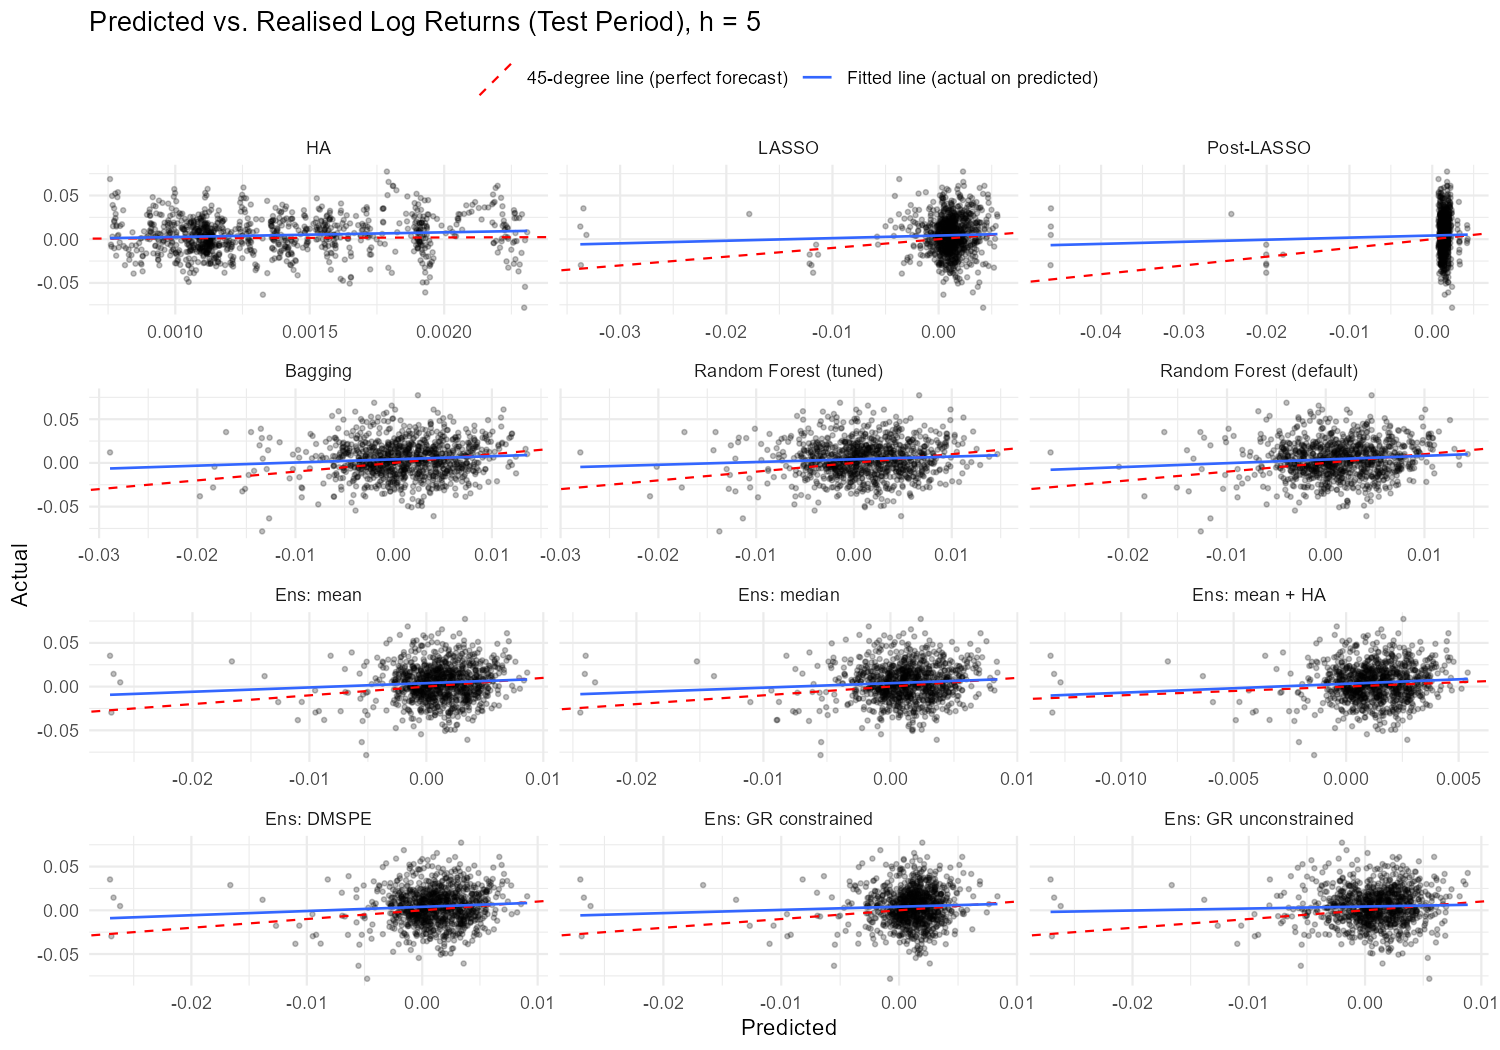 Predicted vs. Realised Log Returns (Test Period), h = 5
45-degree line (perfect forecast) Fitted line (actual on predicted)
HA LASSO Post-LASSO
0.05
0.00
-0.05
0.0010 0.0015 0.0020 -0.03 -0.02 -0.01 0.00 -0.04 -0.03 -0.02 -0.01 0.00
Bagging Random Forest (tuned) Random Forest (default)
0.05
0.00
-0.05
-0.03 -0.02 -0.01 0.00 0.01 -0.03 -0.02 -0.01 0.00 0.01 -0.02 -0.01 0.00 0.01
Actual
Ens: mean Ens: median Ens: mean + HA
0.05
0.00
-0.05
-0.02 -0.01 0.00 0.01 -0.02 -0.01 0.00 0.01 -0.010 -0.005 0.000 0.005
Ens: DMSPE Ens: GR constrained Ens: GR unconstrained
0.05
0.00
-0.05
-0.02 -0.01 0.00 0.01 -0.02 -0.01 0.00 0.01 -0.02 -0.01 0.00 0.01
Predicted